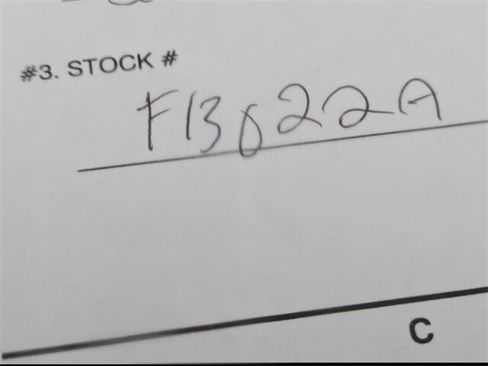 #3. STOCK #
F13022A
C